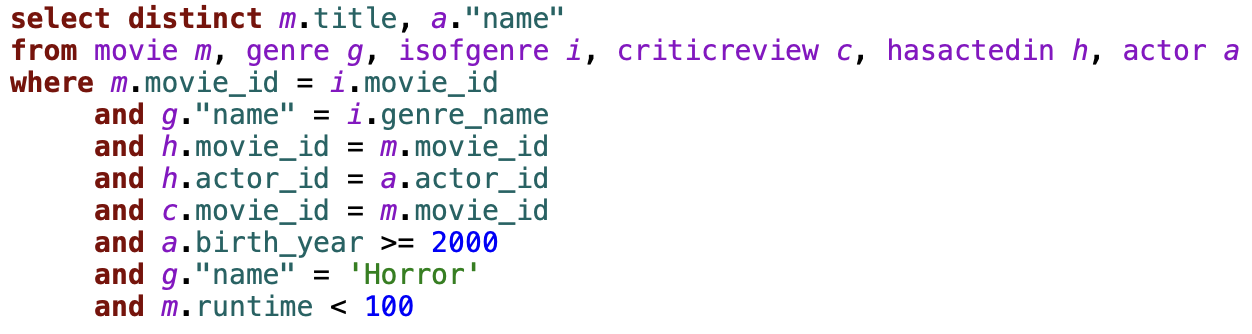 select distinct m.title, a."name"
from movie m, genre g, isofgenre i, criticreview c, hasactedin h, actor a
where m.movie_id = i.movie_id
and g."name" = i.genre_name
and h.movie_id = m.movie_id
and h.actor_id = a.actor_id
and c.movie_id = m.movie_id
and a.birth_year >= 2000
and g."name" = 'Horror'
and m.runtime < 100